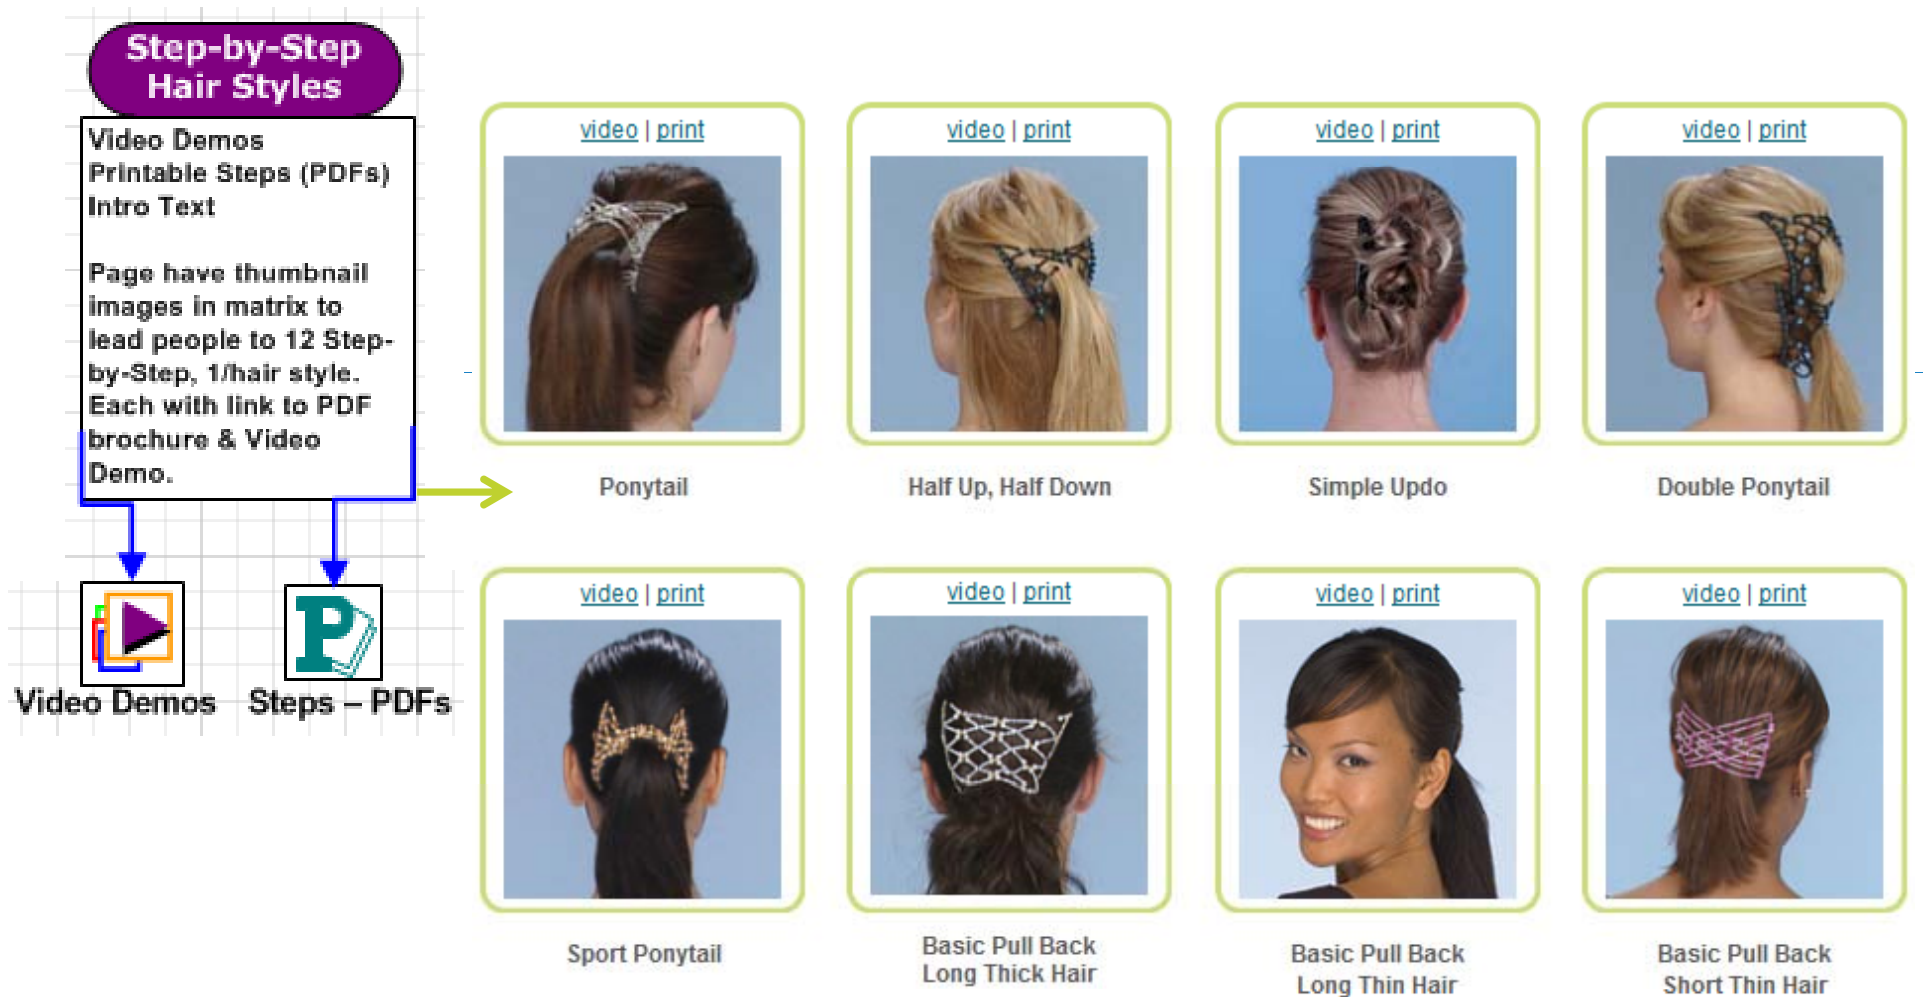 Step-by-Step
Hair Styles
Video Demos
Printable Steps (PDFs)
Intro Text
Page have thumbnail
images in matrix to
lead people to 12 Step-
by-Step, 1/hair style.
Each with link to PDF
brochure & Video
Demo.
Video Demos
P
Steps – PDFs
video | print
video | print
video | print
video | print
Ponytail
Half Up, Half Down
Simple Updo
Double Ponytail
video | print
video | print
video | print
video | print
Sport Ponytail
Basic Pull Back
Long Thick Hair
Basic Pull Back
Long Thin Hair
Basic Pull Back
Short Thin Hair